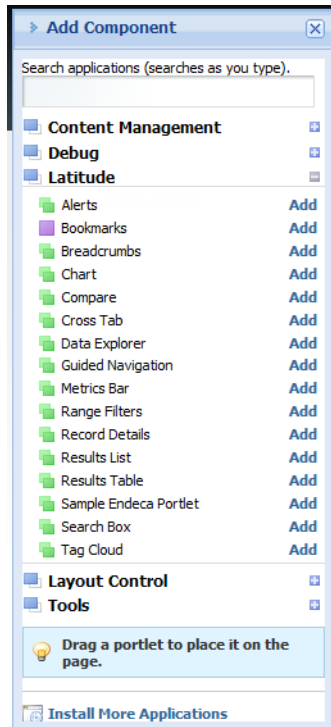 Add Component
Search applications (searches as you type).
Content Management
Debug
Latitude
Alerts Add
Bookmarks Add
Breadcrumbs Add
Chart Add
Compare Add
Cross Tab Add
Data Explorer Add
Guided Navigation Add
Metrics Bar Add
Range Filters Add
Record Details Add
Results List Add
Results Table Add
Sample Endeca Portlet Add
Search Box Add
Tag Cloud Add
Layout Control
Tools
Drag a portlet to place it on the
page.
Install More Applications